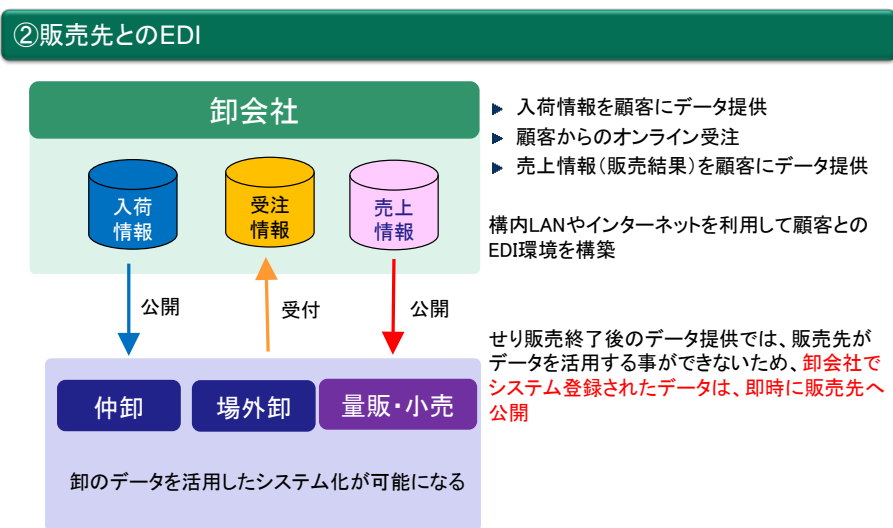 ②販売先とのEDI
卸会社
入荷
情報
受注
情報
売上
情報
公開
受付
公開
仲卸
場外卸
量販・小売
卸のデータを活用したシステム化が可能になる
入荷情報を顧客にデータ提供
顧客からのオンライン受注
売上情報（販売結果）を顧客にデータ提供
構内LANやインターネットを利用して顧客との
EDI環境を構築
せり販売終了後のデータ提供では、販売先が
データを活用する事ができないため、卸会社で
システム登録されたデータは、即時に販売先へ
公開